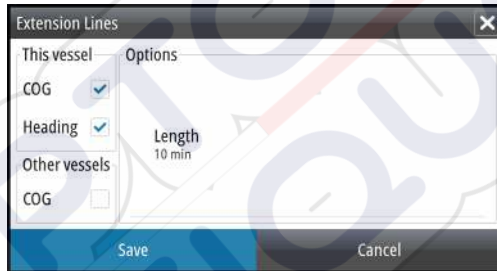 Extension Lines
This vessel
Options
COG
Heading
Length
10 min
Other vessels
COG
Save
Cancel